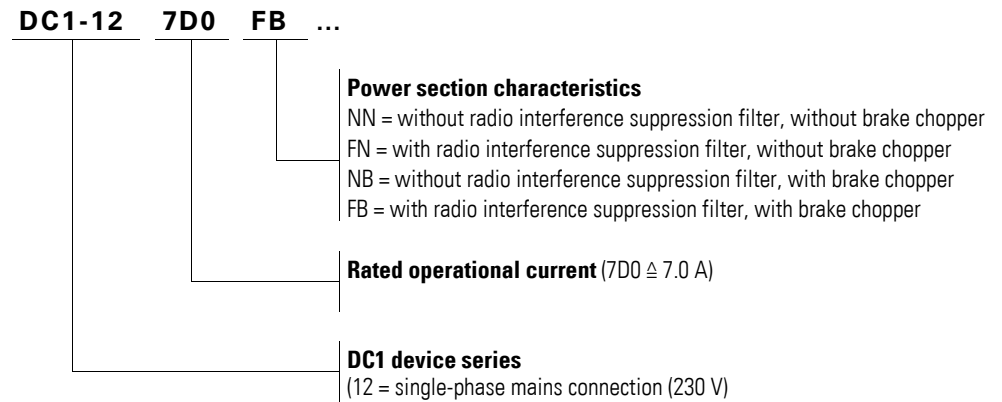 DC1-12 7D0 FB ...
Power section characteristics
NN = without radio interference suppression filter, without brake chopper
FN = with radio interference suppression filter, without brake chopper
NB = without radio interference suppression filter, with brake chopper
FB = with radio interference suppression filter, with brake chopper
Rated operational current (7D0 ≙ 7.0 A)
DC1 device series
(12 = single-phase mains connection (230 V)